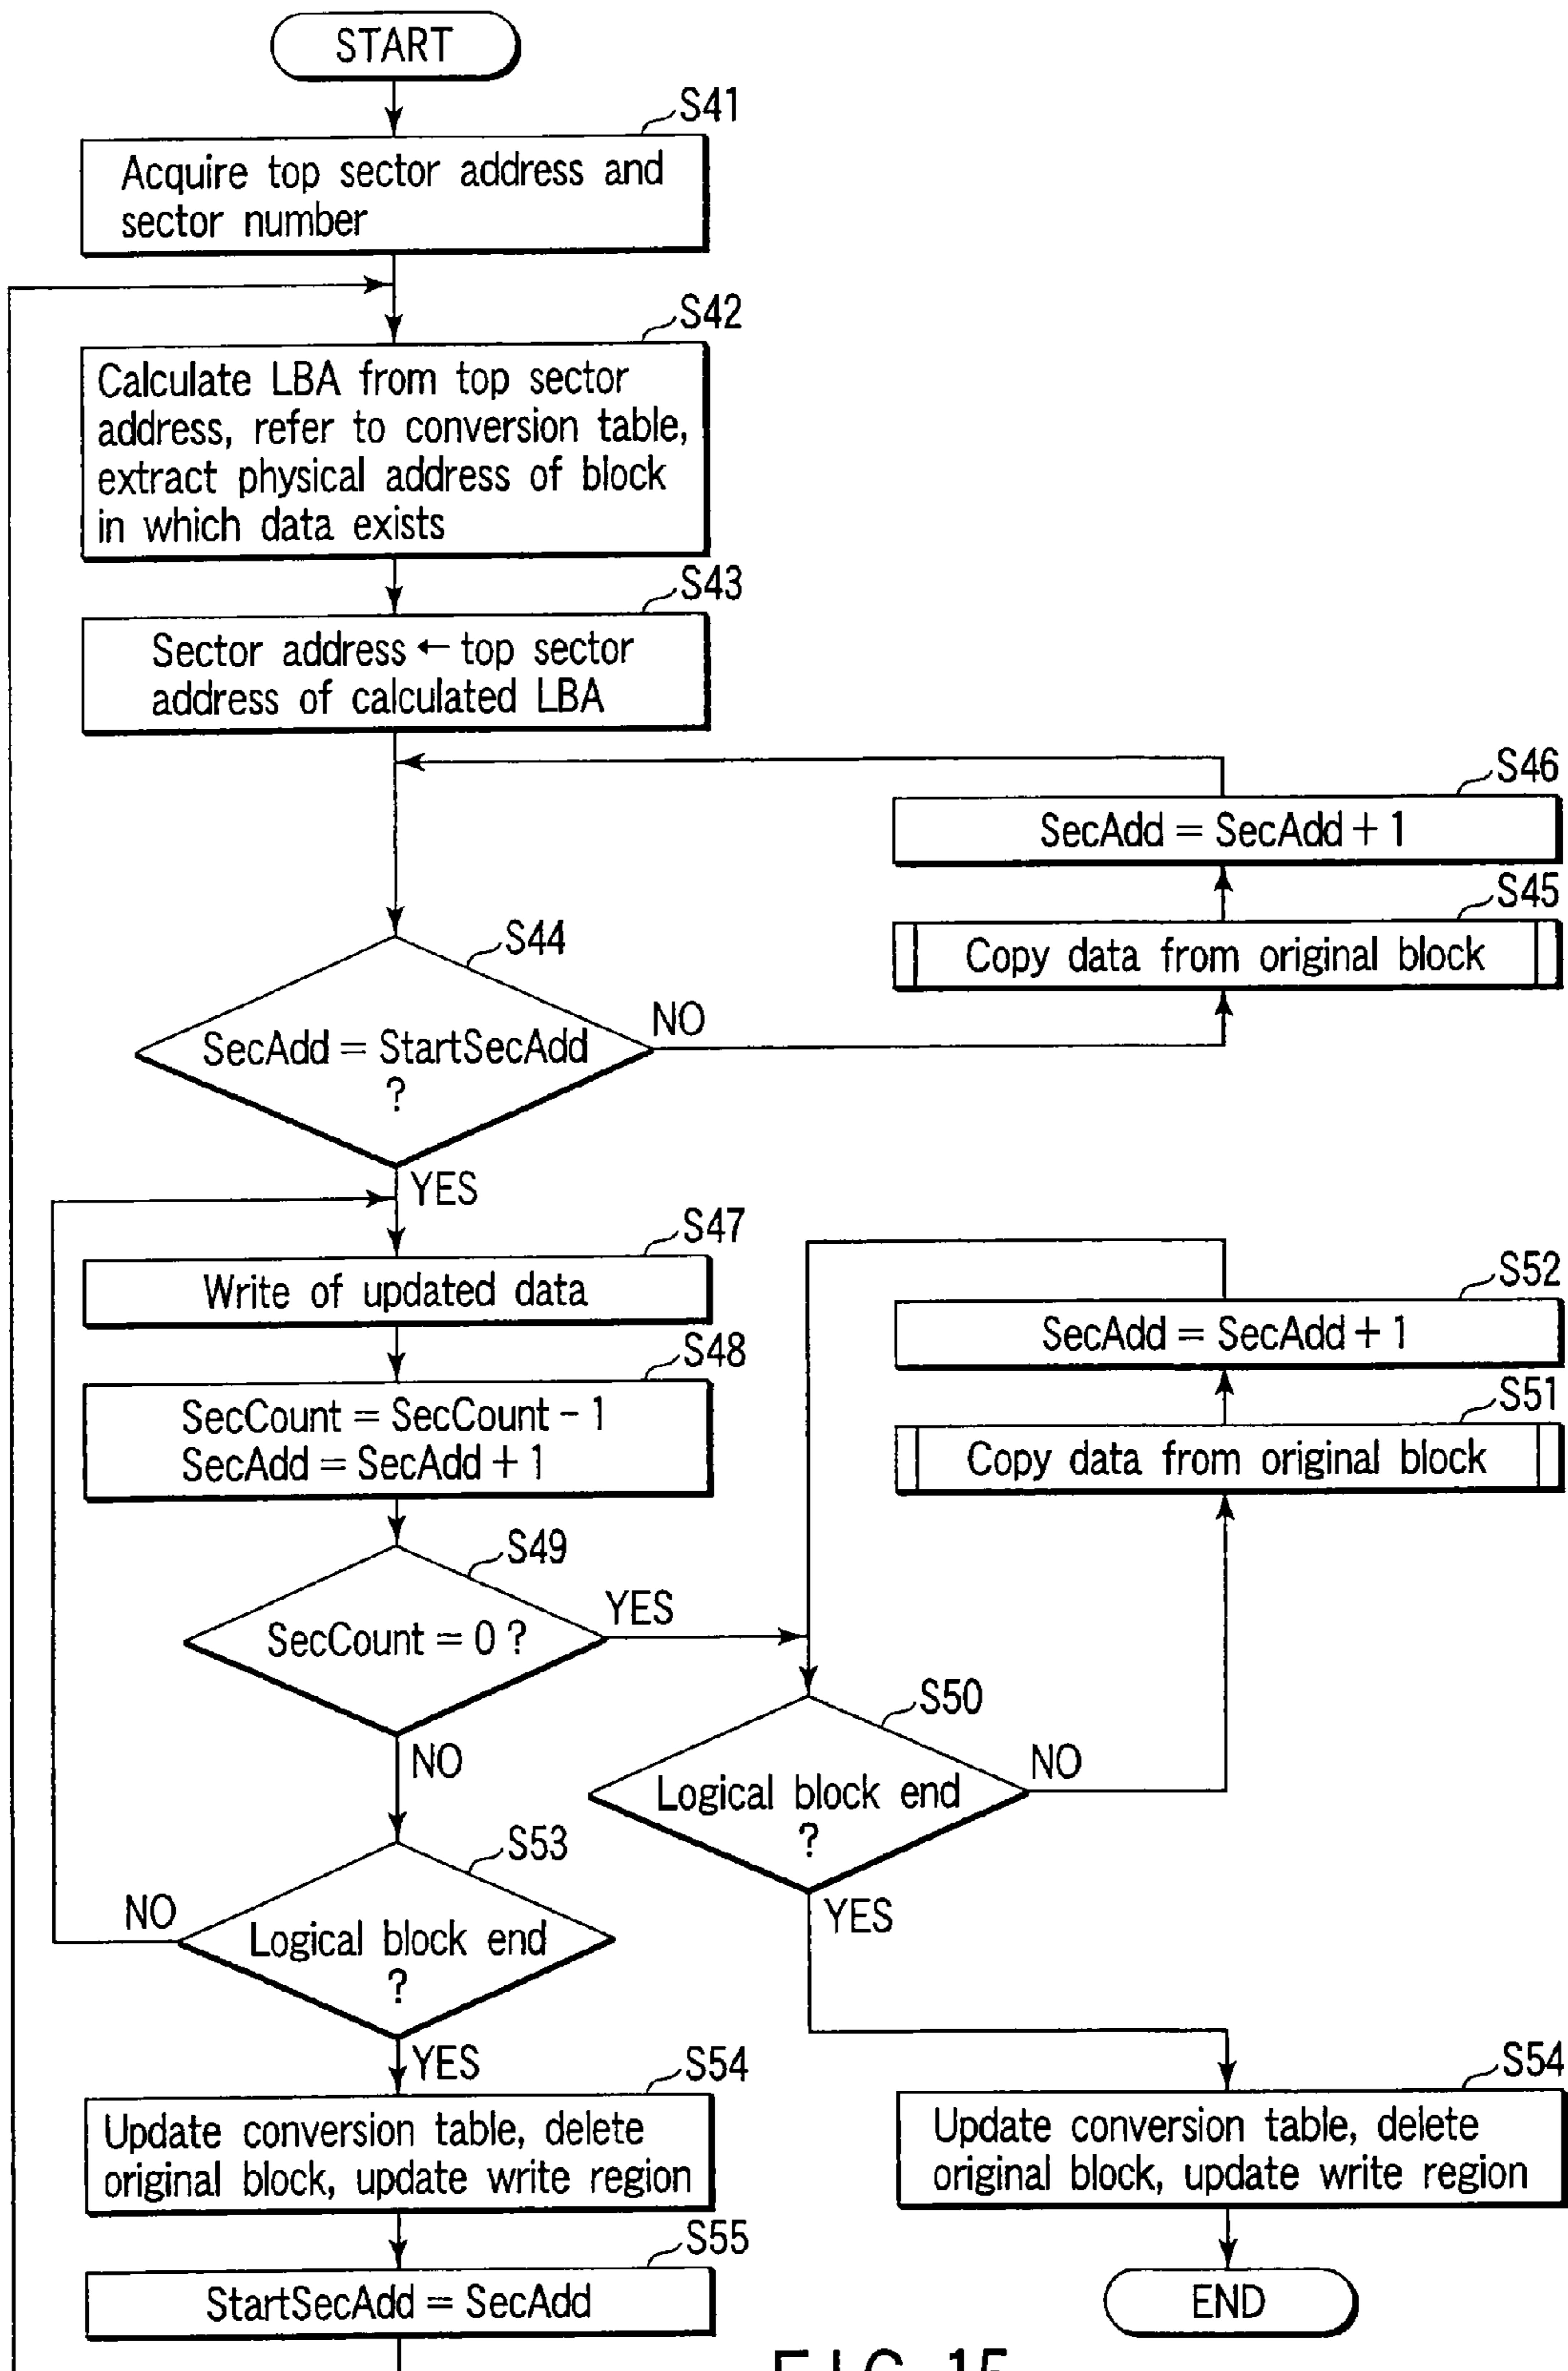 START
S41
Acquire top sector address and
sector number
S42
Calculate LBA from top sector
address, refer to conversion table,
extract physical address of block
in which data exists
S43
Sector address ← top sector
address of calculated LBA
S46
SecAdd = SecAdd + 1
S45
Copy data from original block
S44
SecAdd = StartSecAdd
?
NO
YES
S47
Write of updated data
S48
SecCount = SecCount - 1
SecAdd = SecAdd + 1
S52
SecAdd = SecAdd + 1
S51
Copy data from original block
S49
SecCount = 0 ?
YES
NO
S50
Logical block end
?
NO
YES
S53
Logical block end
?
NO
YES
S54
Update conversion table, delete
original block, update write region
S54
Update conversion table, delete
original block, update write region
S55
StartSecAdd = SecAdd
END
FIG. 15